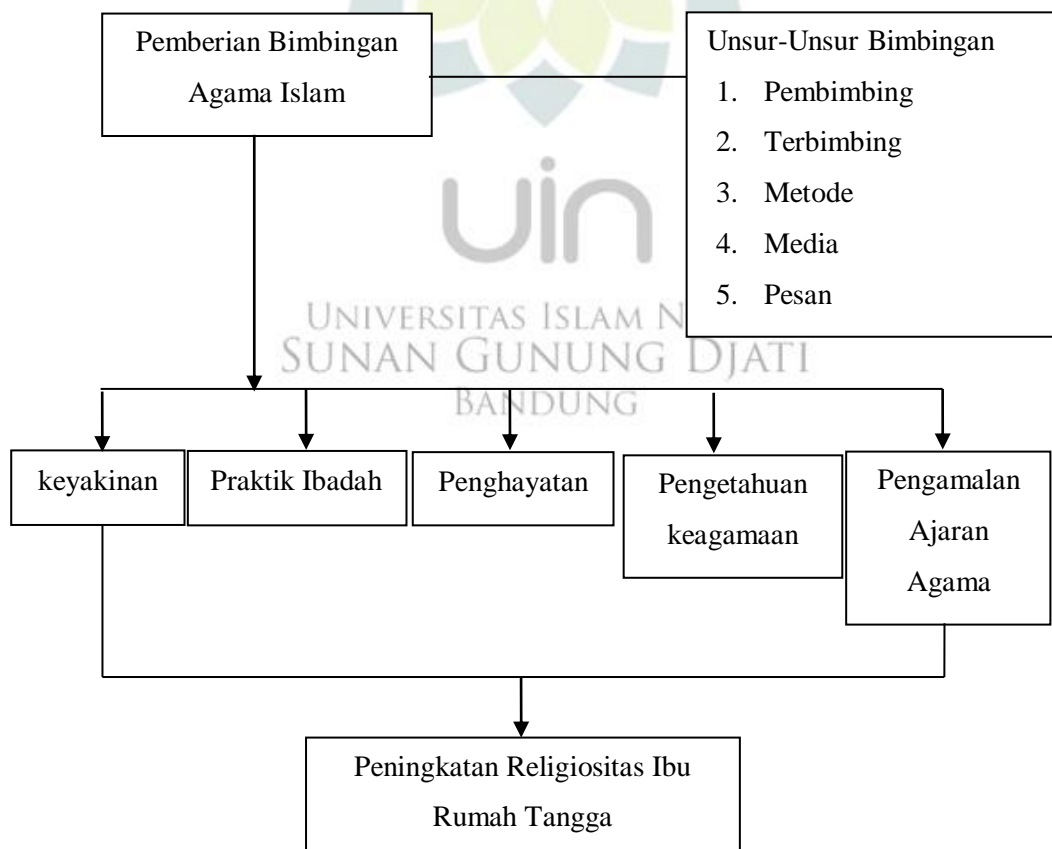 Pemberian Bimbingan
Agama Islam
Unsur-Unsur Bimbingan
1. Pembimbing
2. Terbimbing
3. Metode
4. Media
5. Pesan
uin
UNIVERSITAS ISLAM N
SUNAN GUNUNG DJATI
BANDUNG
keyakinan
Praktik Ibadah
Penghayatan
Pengetahuan
keagamaan
Pengamalan
Ajaran
Agama
Peningkatan Religiositas Ibu
Rumah Tangga